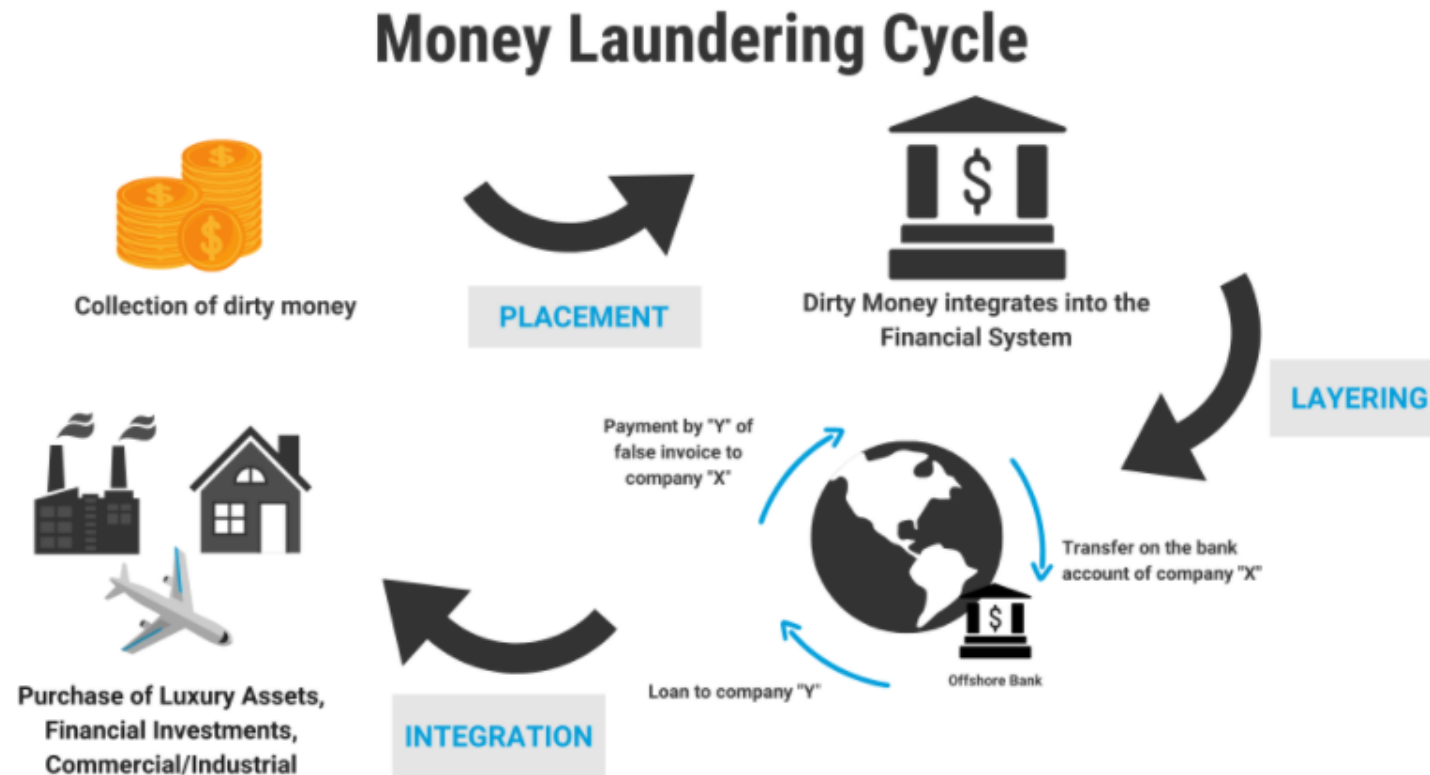 Money Laundering Cycle
$
$
$
Collection of dirty money
PLACEMENT
$
Dirty Money integrates into the
Financial System
LAYERING
Payment by "Y" of
false invoice to
company "X"
Transfer on the bank
account of company "X"
$
Offshore Bank
Loan to company "Y"
INTEGRATION
Purchase of Luxury Assets,
Financial Investments,
Commercial/Industrial